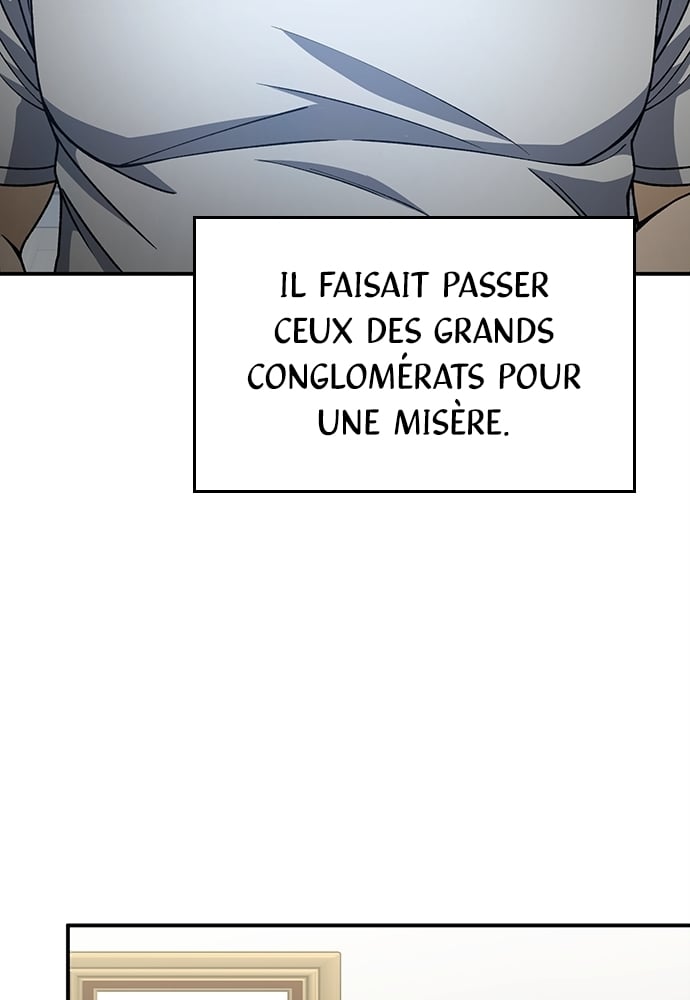 IL FAISAIT PASSER
CEUX DES GRANDS
CONGLOMÉRATS POUR
UNE MISÈRE.